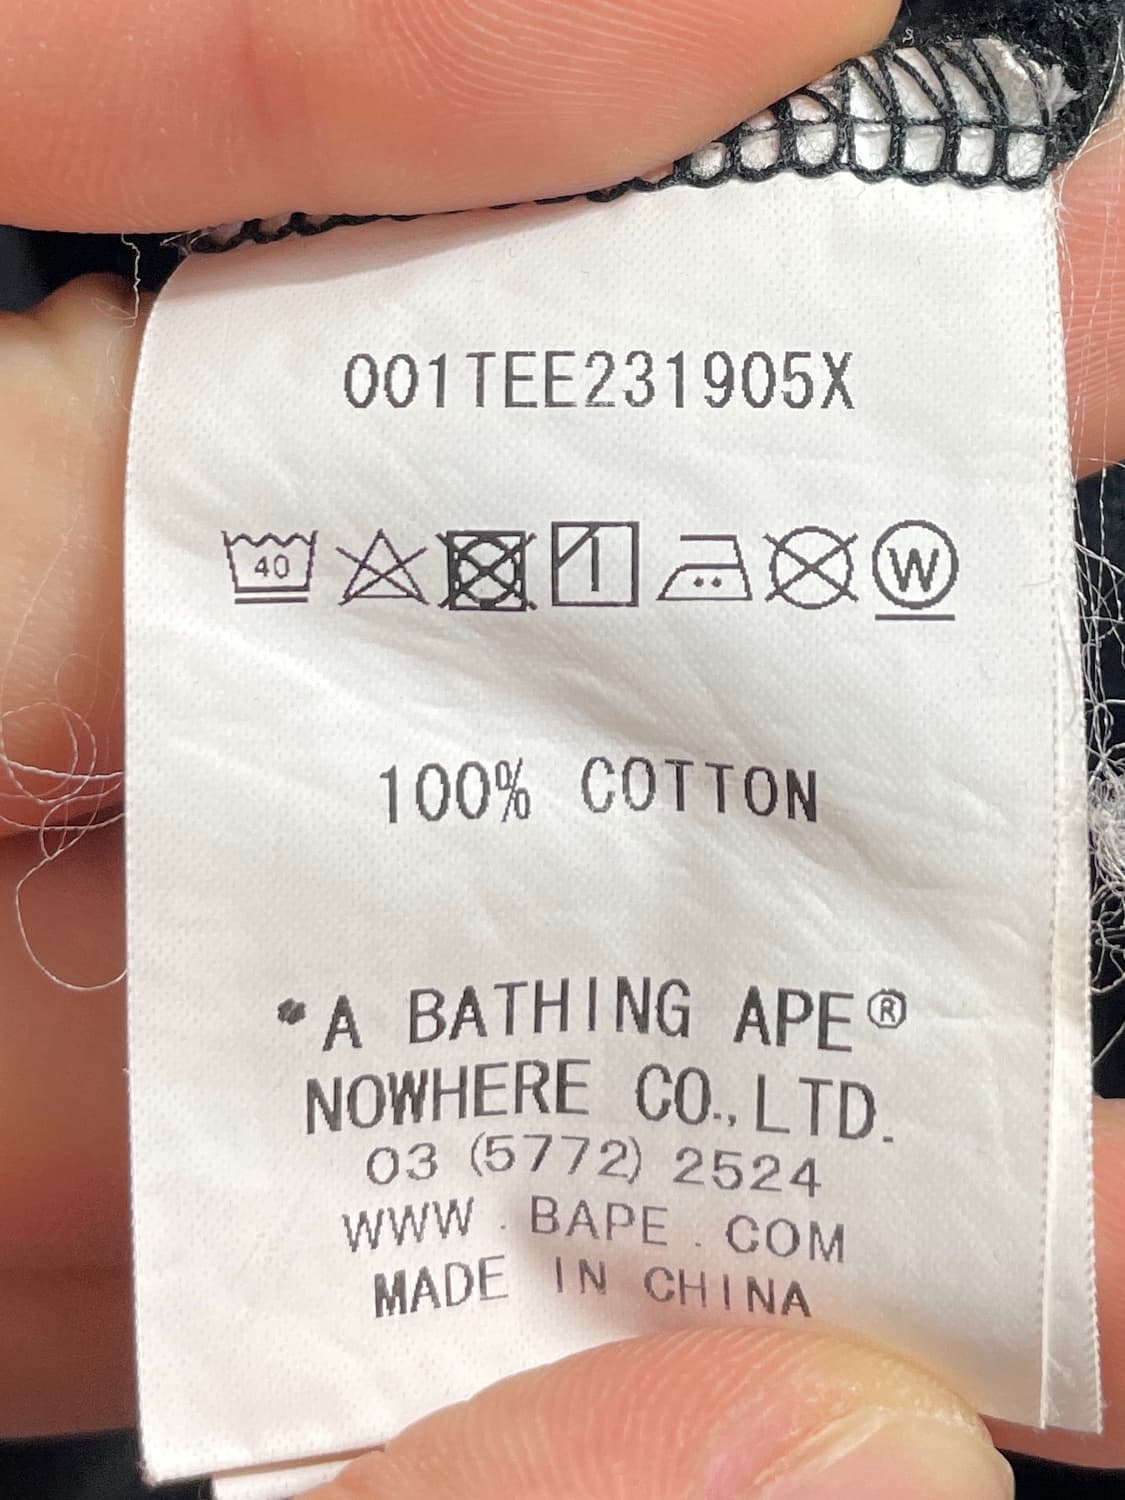 001TEE231905X
40 W
100% COTTON
*A BATHING APE®
NOWHERE CO.,LTD.
03 (5772) 2524
WWW . BAPE . COM
MADE IN CHINA